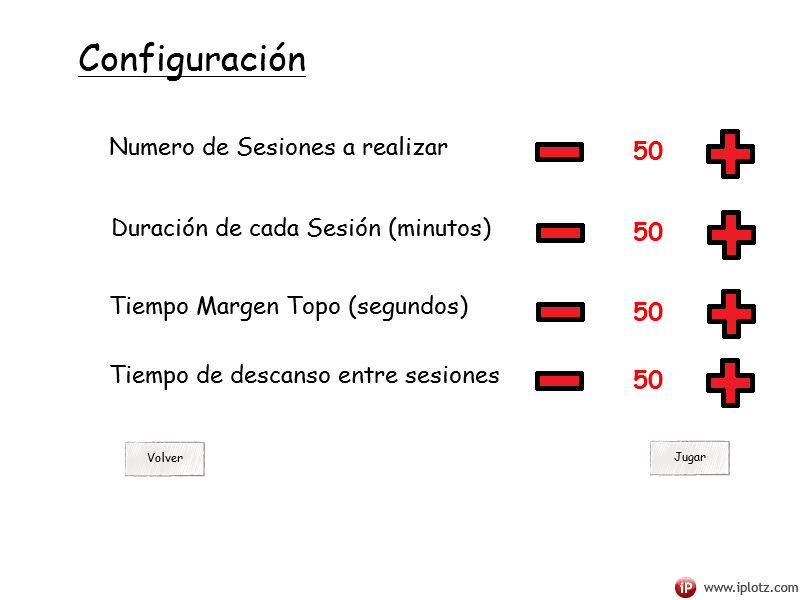 Configuración
Numero de Sesiones a realizar 50
Duración de cada Sesión (minutos) 50
Tiempo Margen Topo (segundos) 50
Tiempo de descanso entre sesiones 50
Volver Jugar
iP www.iplotz.com